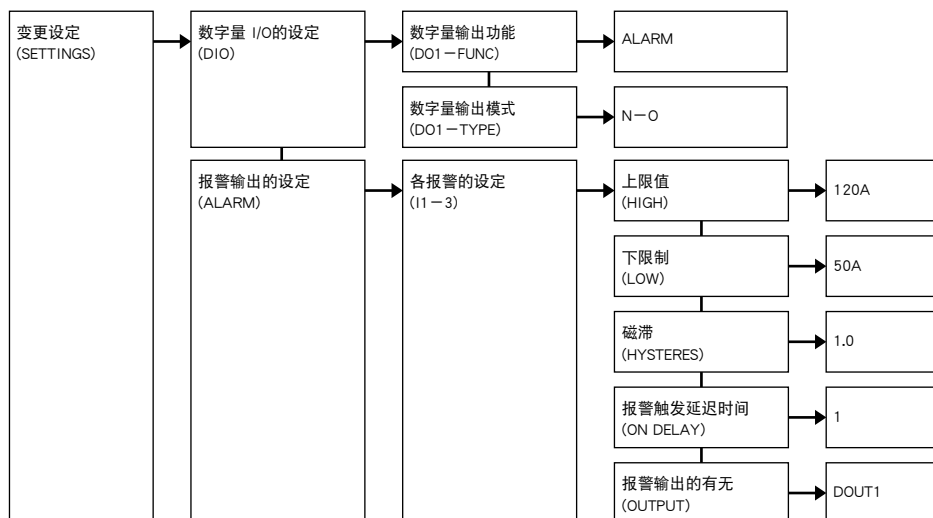 变更设定
(SETTINGS)
数字量 I/O的设定
(DIO)
数字量输出功能
(DO1－FUNC)
ALARM
数字量输出模式
(DO1－TYPE)
N－O
报警输出的设定
(ALARM)
各报警的设定
(I1－3)
上限值
(HIGH)
120A
下限制
(LOW)
50A
磁滞
(HYSTERES)
1.0
报警触发延迟时间
(ON DELAY)
1
报警输出的有无
(OUTPUT)
DOUT1